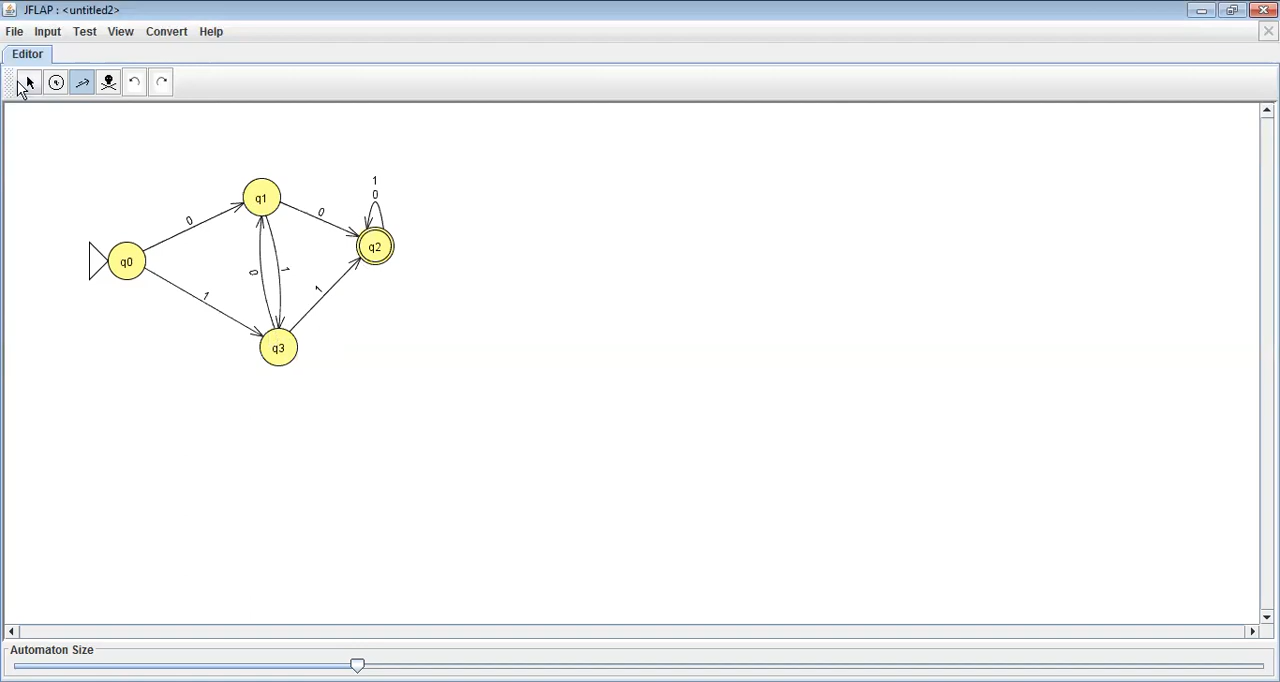 JFLAP : <untitled2>
File Input Test View Convert Help
Editor
1
0
q1
0
0
q2
q0
0
1
1
1
q3
Automaton Size